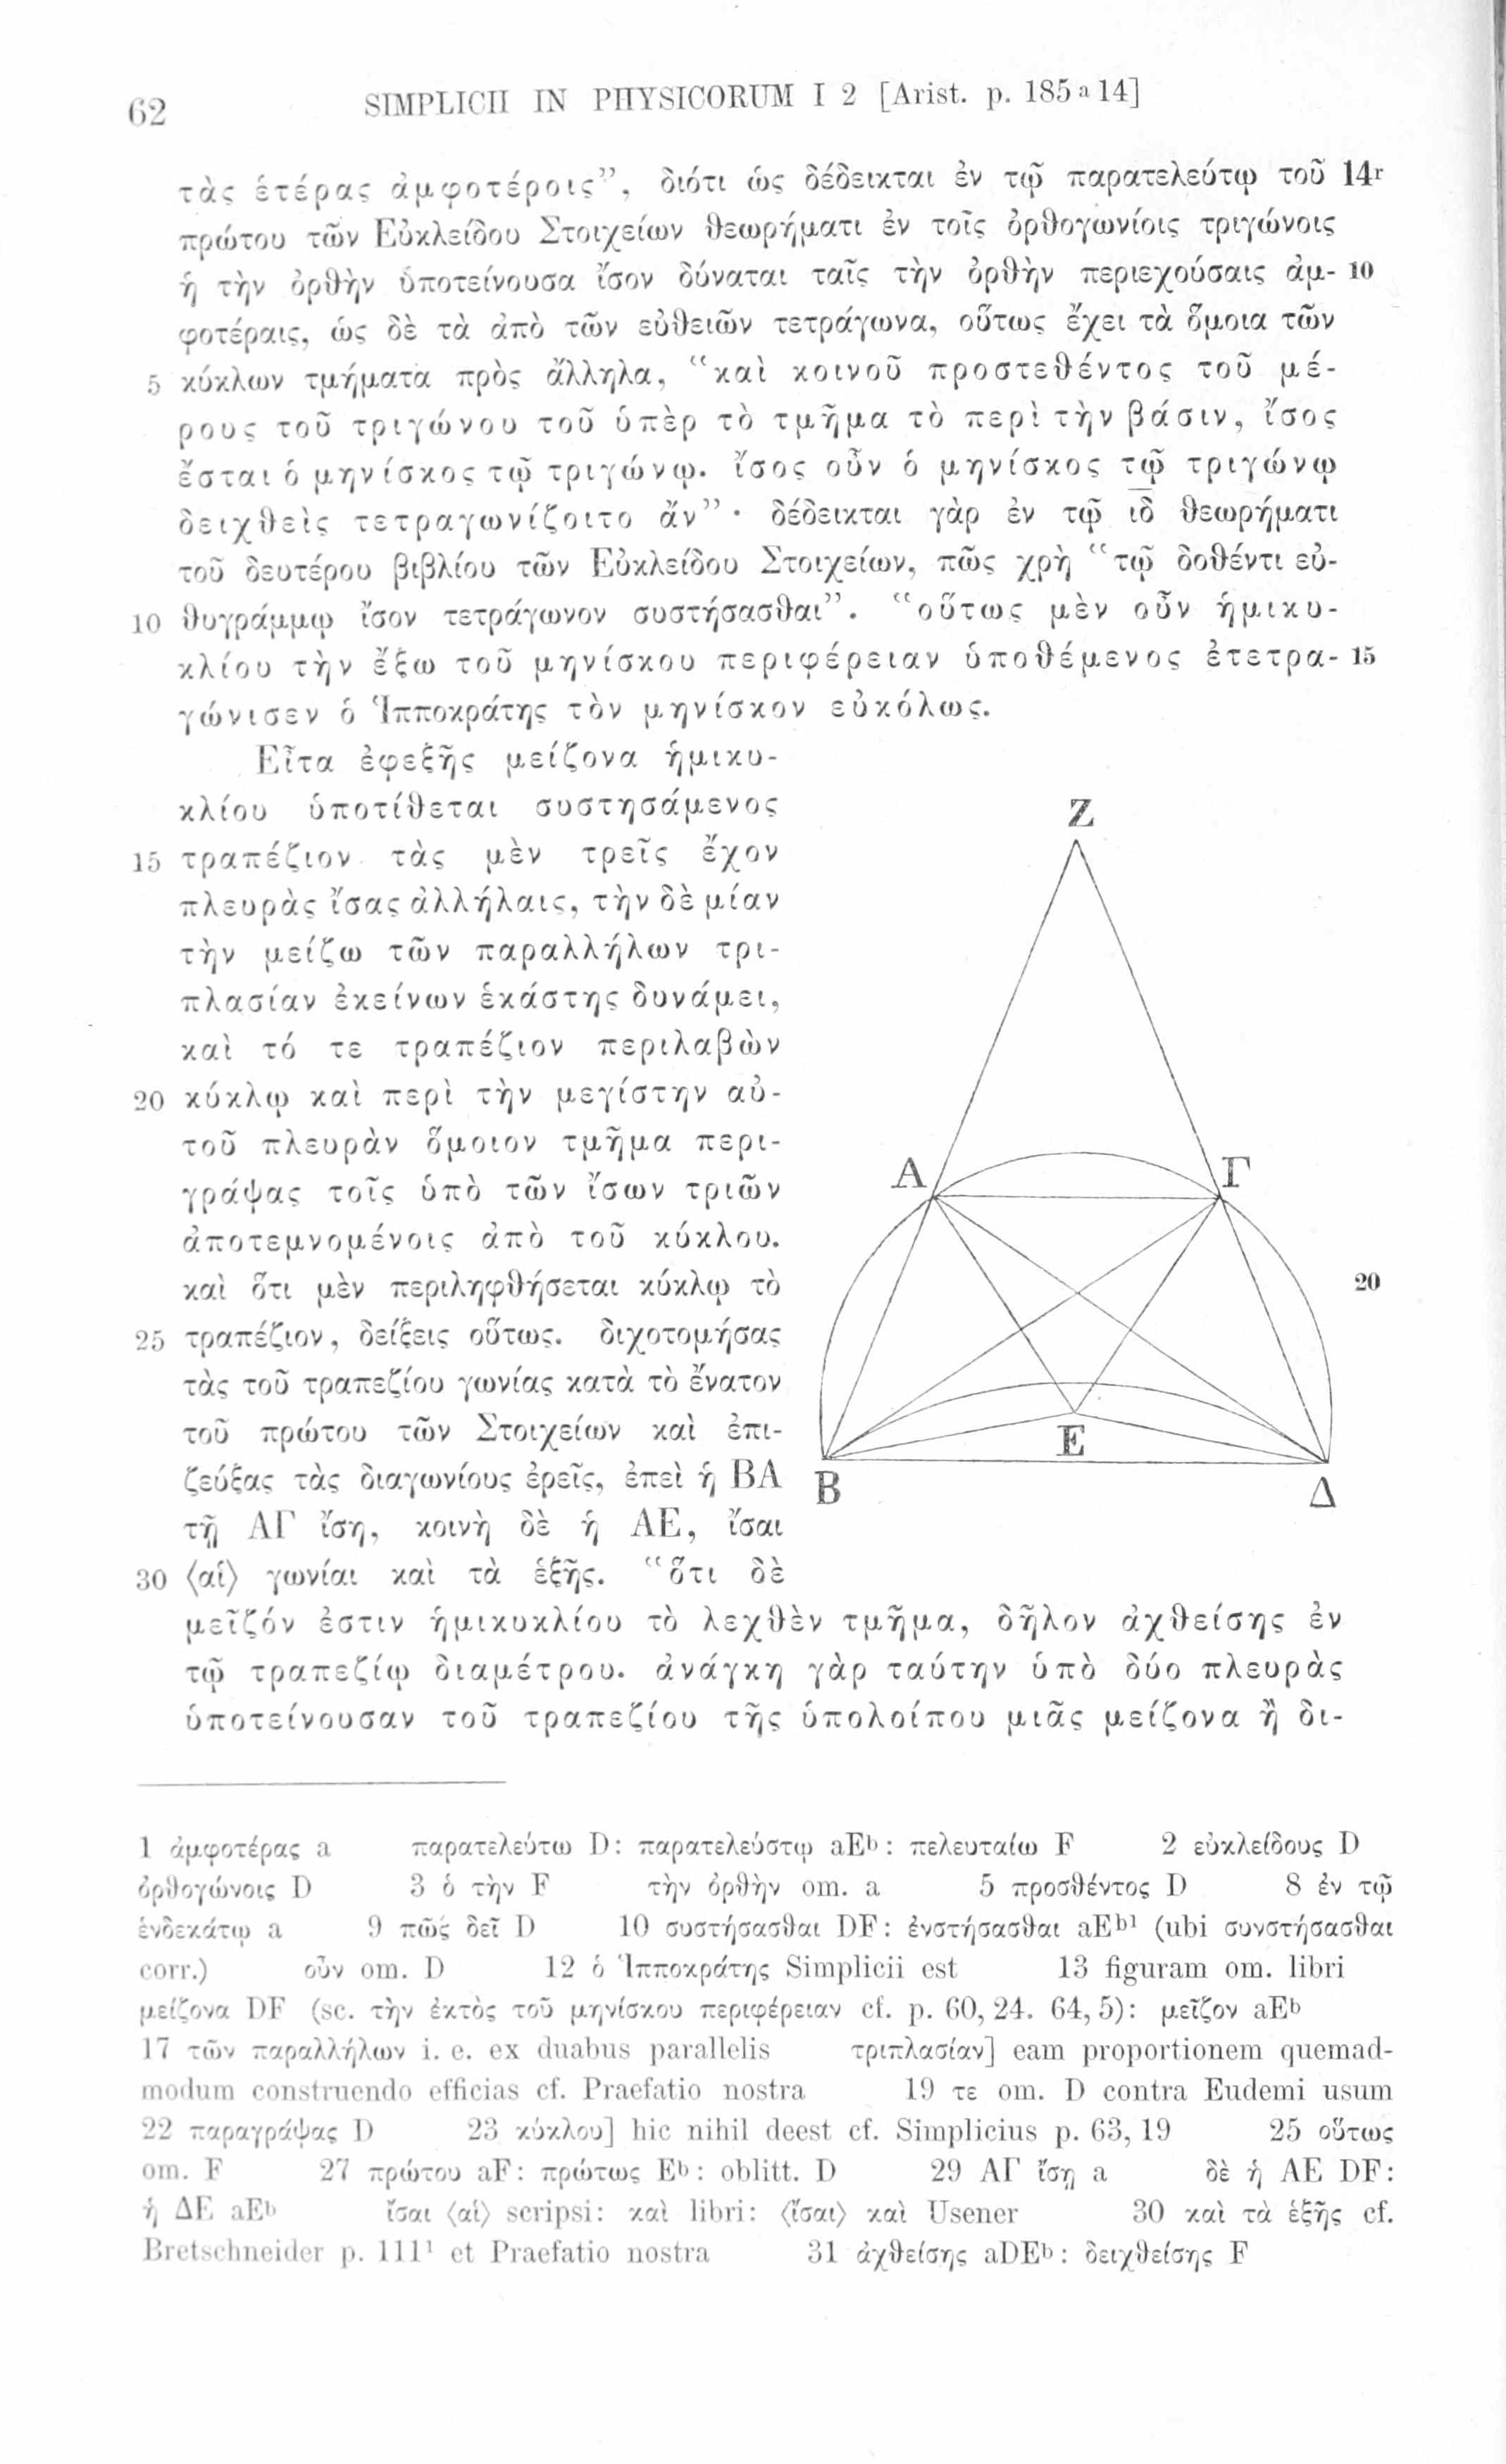 62 SIMPLICII IN PHYSICORUM I 2 [Arist. p. 185 a 14]
τὰς ἑτέρας ἀμφοτέροις”, διότι ὡς δέδεικται ἐν τῷ παρατελεύτῳ τοῦ 14r
πρώτου τῶν Εὐκλείδου Στοιχείων θεωρήματι ἐν τοῖς ὀρθογωνίοις τριγώνοις
ἡ τὴν ὀρθὴν ὑποτείνουσα ἴσον δύναται ταῖς τὴν ὀρθὴν περιεχούσαις ἀμ- 10
φοτέραις, ὡς δὲ τὰ ἀπὸ τῶν εὐθειῶν τετράγωνα, οὕτως ἔχει τὰ ὅμοια τῶν
5 κύκλων τμήματα πρὸς ἄλληλα, “καὶ κοινοῦ προστεθέντος τοῦ μέ-
ρους τοῦ τριγώνου τοῦ ὑπὲρ τὸ τμῆμα τὸ περὶ τὴν βάσιν, ἴσος
ἔσται ὁ μηνίσκος τῷ τριγώνῳ. ἴσος οὖν ὁ μηνίσκος τῷ τριγώνῳ
δειχθεὶς τετραγωνίζοιτο ἄν”· δέδεικται γὰρ ἐν τῷ ι̅δ̅ θεωρήματι
τοῦ δευτέρου βιβλίου τῶν Εὐκλείδου Στοιχείων, πῶς χρὴ “τῷ δοθέντι εὐ-
10 θυγράμμῳ ἴσον τετράγωνον συστήσασθαι”. “οὕτως μὲν οὖν ἡμικυ-
κλίου τὴν ἔξω τοῦ μηνίσκου περιφέρειαν ὑποθέμενος ἐτετρα- 15
γώνισεν ὁ Ἱπποκράτης τὸν μηνίσκον εὐκόλως.
Εἶτα ἐφεξῆς μείζονα ἡμικυ-
κλίου ὑποτίθεται συστησάμενος
15 τραπέζιον τὰς μὲν τρεῖς ἔχον
πλευρὰς ἴσας ἀλλήλαις, τὴν δὲ μίαν
τὴν μείζω τῶν παραλλήλων τρι-
πλασίαν ἐκείνων ἑκάστης δυνάμει,
καὶ τό τε τραπέζιον περιλαβὼν
20 κύκλῳ καὶ περὶ τὴν μεγίστην αὐ-
τοῦ πλευρὰν ὅμοιον τμῆμα περι-
γράψας τοῖς ὑπὸ τῶν ἴσων τριῶν
ἀποτεμνομένοις ἀπὸ τοῦ κύκλου.
καὶ ὅτι μὲν περιληφθήσεται κύκλῳ τὸ
25 τραπέζιον, δείξεις οὕτως. διχοτομήσας
τὰς τοῦ τραπεζίου γωνίας κατὰ τὸ ἔνατον
τοῦ πρώτου τῶν Στοιχείων καὶ ἐπι-
ζεύξας τὰς διαγωνίους ἐρεῖς, ἐπεὶ ἡ ΒΑ
τῇ ΑΓ ἴση, κοινὴ δὲ ἡ ΑΕ, ἴσαι
30 ⟨αἱ⟩ γωνίαι καὶ τὰ ἑξῆς. “ὅτι δὲ
Ζ
Α Γ
20
Ε
Β Δ
μεῖζόν ἐστιν ἡμικυκλίου τὸ λεχθὲν τμῆμα, δῆλον ἀχθείσης ἐν
τῷ τραπεζίῳ διαμέτρου. ἀνάγκη γὰρ ταύτην ὑπὸ δύο πλευρὰς
ὑποτείνουσαν τοῦ τραπεζίου τῆς ὑπολοίπου μιᾶς μείζονα ἢ δι-
1 ἀμφοτέρας a παρατελεύτω D: παρατελεύστῳ aEᵇ: πελευταίω F 2 εὐκλείδους D
ὀρθογώνοις D 3 ὁ τὴν F τὴν ὀρθὴν om. a 5 προσθέντος D 8 ἐν τῷ
ἑνδεκάτῳ a 9 πῶς δεῖ D 10 συστήσασθαι DF: ἐνστήσασθαι aEᵇ¹ (ubi συνστήσασθαι
corr.) οὖν om. D 12 ὁ Ἱπποκράτης Simplicii est 13 figuram om. libri
μείζονα DF (sc. τὴν ἐκτὸς τοῦ μηνίσκου περιφέρειαν cf. p. 60, 24. 64, 5): μεῖζον aEᵇ
17 τῶν παραλλήλων i. e. ex duabus parallelis τριπλασίαν] eam proportionem quemad-
modum construendo efficias cf. Praefatio nostra 19 τε om. D contra Eudemi usum
22 παραγράψας D 23 κύκλου] hic nihil deest cf. Simplicius p. 63, 19 25 οὕτως
om. F 27 πρώτου aF: πρώτως Eᵇ: oblitt. D 29 ΑΓ ἴσῃ a δὲ ἡ ΑΕ DF:
ἡ ΔΕ aEᵇ ἴσαι ⟨αἱ⟩ scripsi: καὶ libri: ⟨ἴσαι⟩ καὶ Usener 30 καὶ τὰ ἑξῆς cf.
Bretschneider p. 111¹ et Praefatio nostra 31 ἀχθείσης aDEᵇ: δειχθείσης F